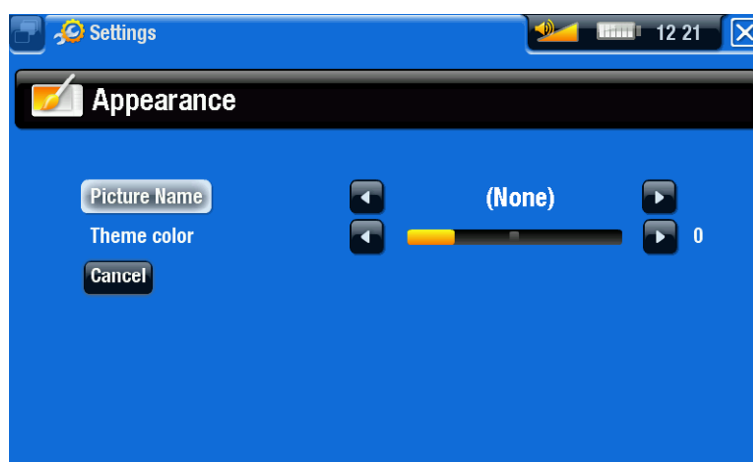 Settings
12 21
Appearance
Picture Name
(None)
Theme color
0
Cancel